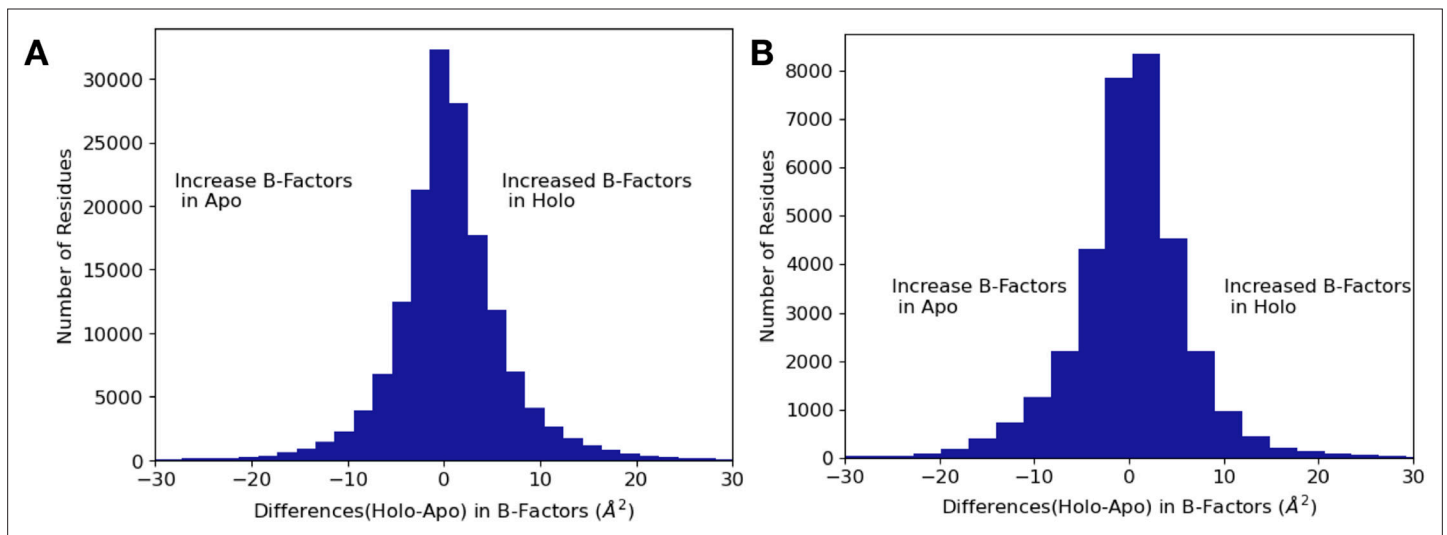 A
30000
25000
20000
15000
10000
5000
0
Number of Residues
Increase B-Factors
in Apo
Increased B-Factors
in Holo
−30
−20
−10
0
10
20
30
Differences(Holo-Apo) in B-Factors (Å²)
B
8000
7000
6000
5000
4000
3000
2000
1000
0
Number of Residues
Increase B-Factors
in Apo
Increased B-Factors
in Holo
−30
−20
−10
0
10
20
30
Differences(Holo-Apo) in B-Factors (Å²)